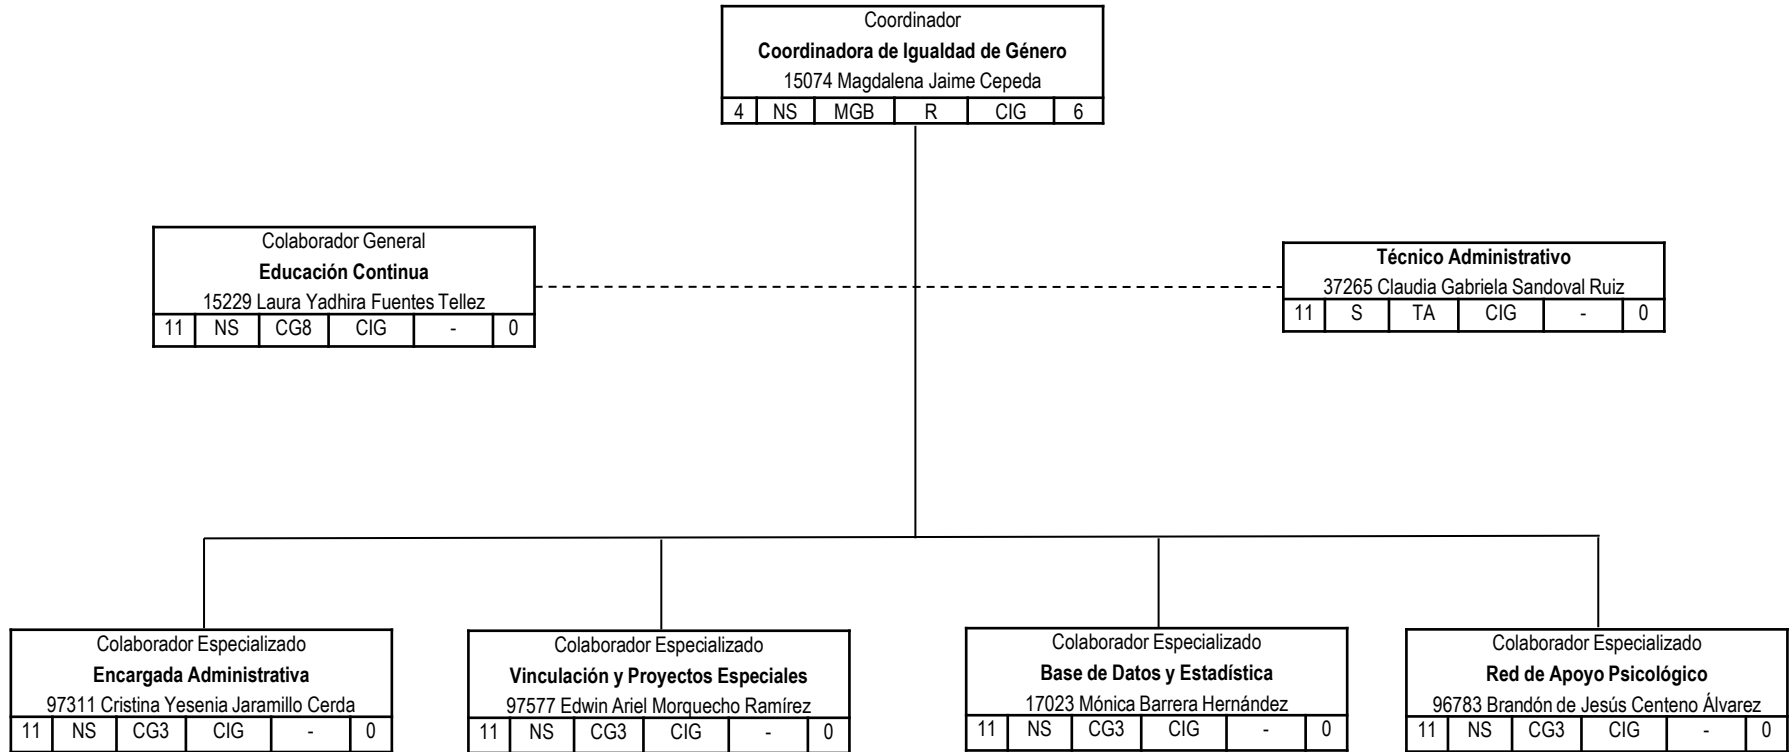 Coordinador
Coordinadora de Igualdad de Género
15074 Magdalena Jaime Cepeda
4 NS MGB R CIG 6
Colaborador General
Educación Continua
15229 Laura Yadhira Fuentes Tellez
11 NS CG8 CIG - 0
Técnico Administrativo
37265 Claudia Gabriela Sandoval Ruiz
11 S TA CIG - 0
Colaborador Especializado
Encargada Administrativa
97311 Cristina Yesenia Jaramillo Cerda
11 NS CG3 CIG - 0
Colaborador Especializado
Vinculación y Proyectos Especiales
97577 Edwin Ariel Morquecho Ramírez
11 NS CG3 CIG - 0
Colaborador Especializado
Base de Datos y Estadística
17023 Mónica Barrera Hernández
11 NS CG3 CIG - 0
Colaborador Especializado
Red de Apoyo Psicológico
96783 Brandón de Jesús Centeno Álvarez
11 NS CG3 CIG - 0